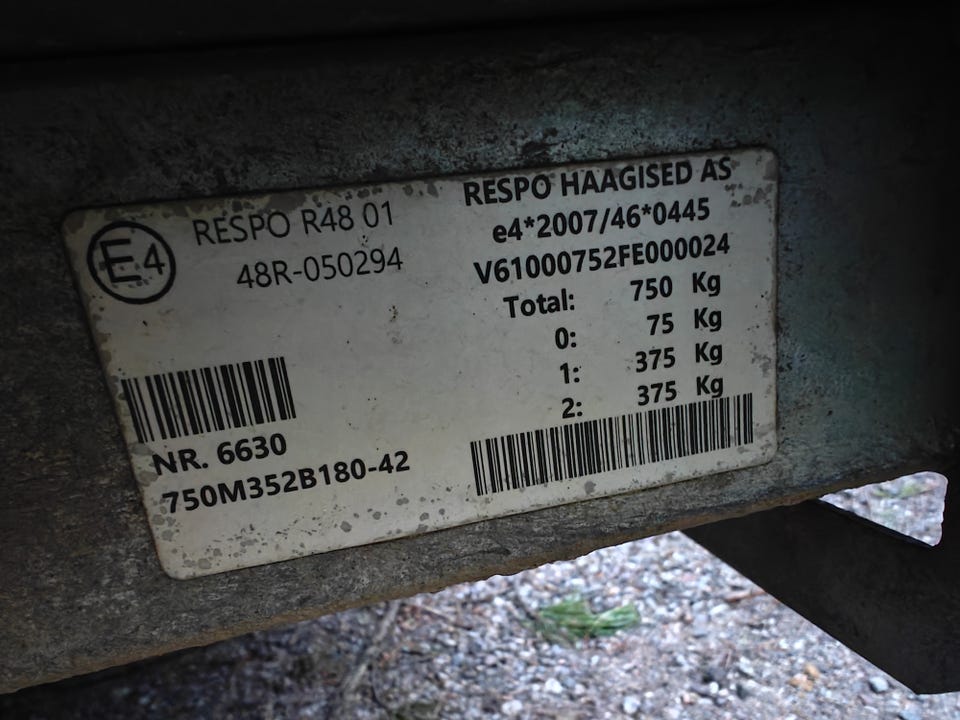 E4
RESPO R48 01
48R-050294
NR. 6630
750M352B180-42
RESPO HAAGISED AS
e4*2007/46*0445
V61000752FE000024
Total: 750 Kg
0: 75 Kg
1: 375 Kg
2: 375 Kg